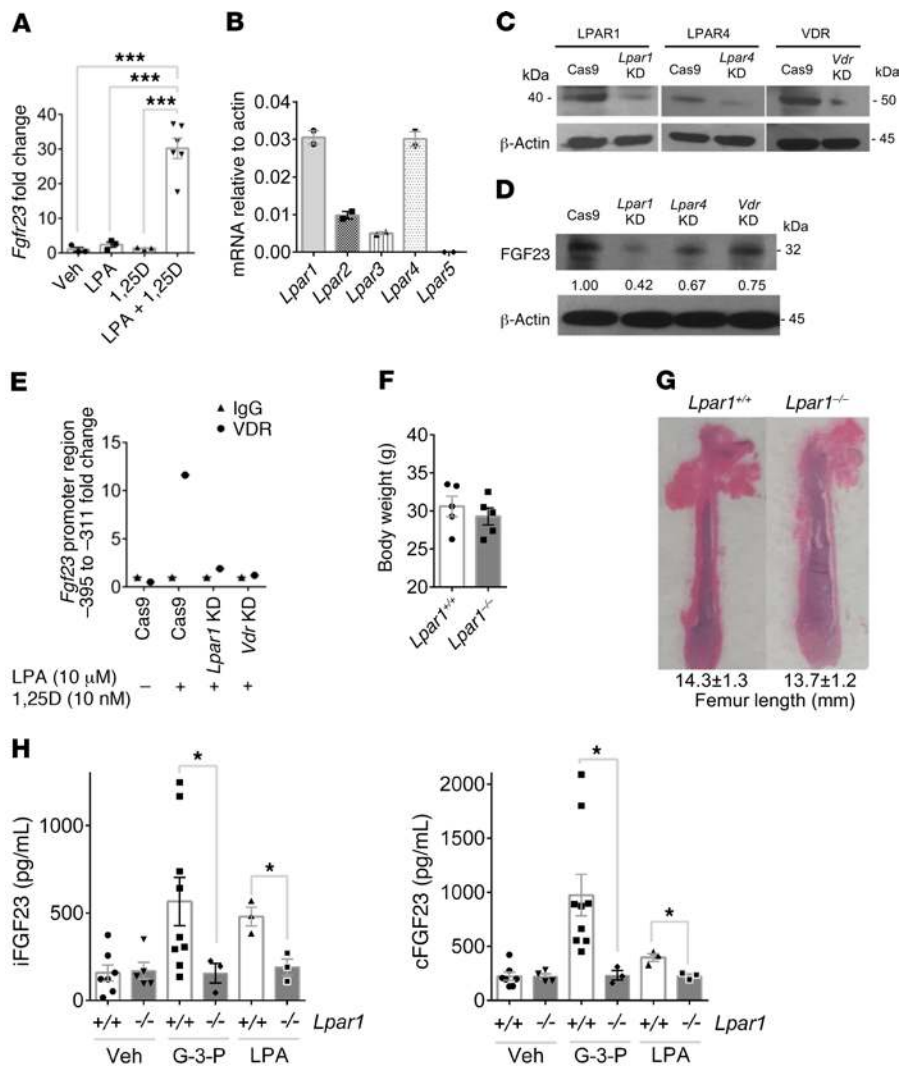 A
***
***
***
Fgfr23 fold change
40
30
20
10
0
Veh
LPA
1,25D
LPA + 1,25D
B
mRNA relative to actin
0.04
0.03
0.02
0.01
0.00
Lpar1
Lpar2
Lpar3
Lpar4
Lpar5
C
LPAR1 LPAR4 VDR
kDa Cas9 Lpar1 KD Cas9 Lpar4 KD Cas9 Vdr KD kDa
40 - - 50
β-Actin - 45
D
Cas9 Lpar1 KD Lpar4 KD Vdr KD kDa
FGF23 - 32
1.00 0.42 0.67 0.75
β-Actin - 45
E
▲ IgG
● VDR
Fgf23 promoter region
–395 to –311 fold change
15
10
5
0
Cas9
Cas9
Lpar1 KD
Vdr KD
LPA (10 μM)
1,25D (10 nM)
– + + +
F
Body weight (g)
40
35
30
25
20
Lpar1+/+
Lpar1–/–
G
Lpar1+/+ Lpar1–/–
14.3±1.3 13.7±1.2
Femur length (mm)
H
iFGF23 (pg/mL)
1000
500
0
*
*
+/+ -/- +/+ -/- +/+ -/- Lpar1
Veh G-3-P LPA
cFGF23 (pg/mL)
2000
1500
1000
500
0
*
*
+/+ -/- +/+ -/- +/+ -/- Lpar1
Veh G-3-P LPA